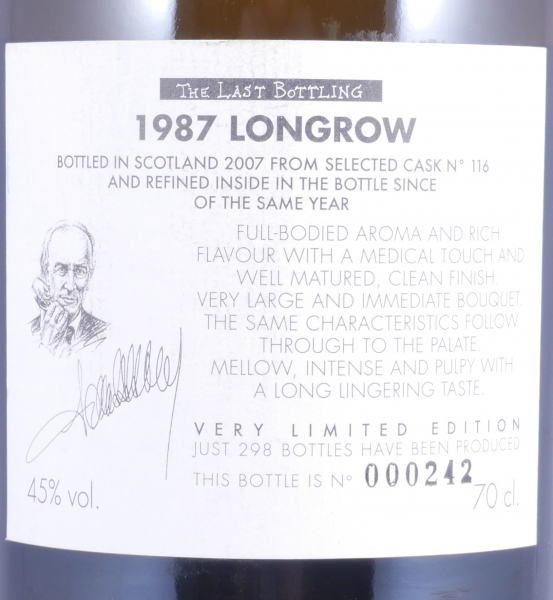 The Last Bottling
1987 LONGROW
BOTTLED IN SCOTLAND 2007 FROM SELECTED CASK N° 116
AND REFINED INSIDE IN THE BOTTLE SINCE
OF THE SAME YEAR
FULL-BODIED AROMA AND RICH
FLAVOUR WITH A MEDICAL TOUCH AND
WELL MATURED, CLEAN FINISH.
VERY LARGE AND IMMEDIATE BOUQUET.
THE SAME CHARACTERISTICS FOLLOW
THROUGH TO THE PALATE.
MELLOW, INTENSE AND PULPY WITH
A LONG LINGERING TASTE.
VERY LIMITED EDITION
JUST 298 BOTTLES HAVE BEEN PRODUCED
THIS BOTTLE IS N° 000242
45% vol.
70 cl.